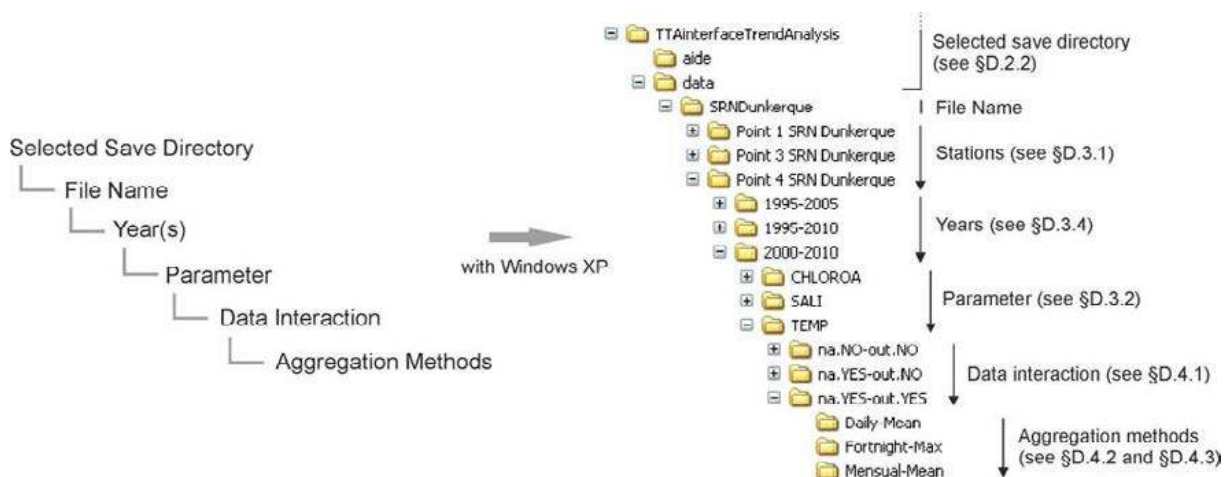 Selected Save Directory
File Name
Year(s)
Parameter
Data Interaction
Aggregation Methods
with Windows XP
TTAinterfaceTrendAnalysis
aide
data
SRNDunkerque
Point 1 SRN Dunkerque
Point 3 SRN Dunkerque
Point 4 SRN Dunkerque
1995-2005
1995-2010
2000-2010
CHLOROA
SALI
TEMP
na.NO-out.NO
na.YES-out.NO
na.YES-out.YES
Daily-Mean
Fortnight-Max
Mensual-Mean
Selected save directory
(see §D.2.2)
File Name
Stations (see §D.3.1)
Years (see §D.3.4)
Parameter (see §D.3.2)
Data interaction (see §D.4.1)
Aggregation methods
(see §D.4.2 and §D.4.3)